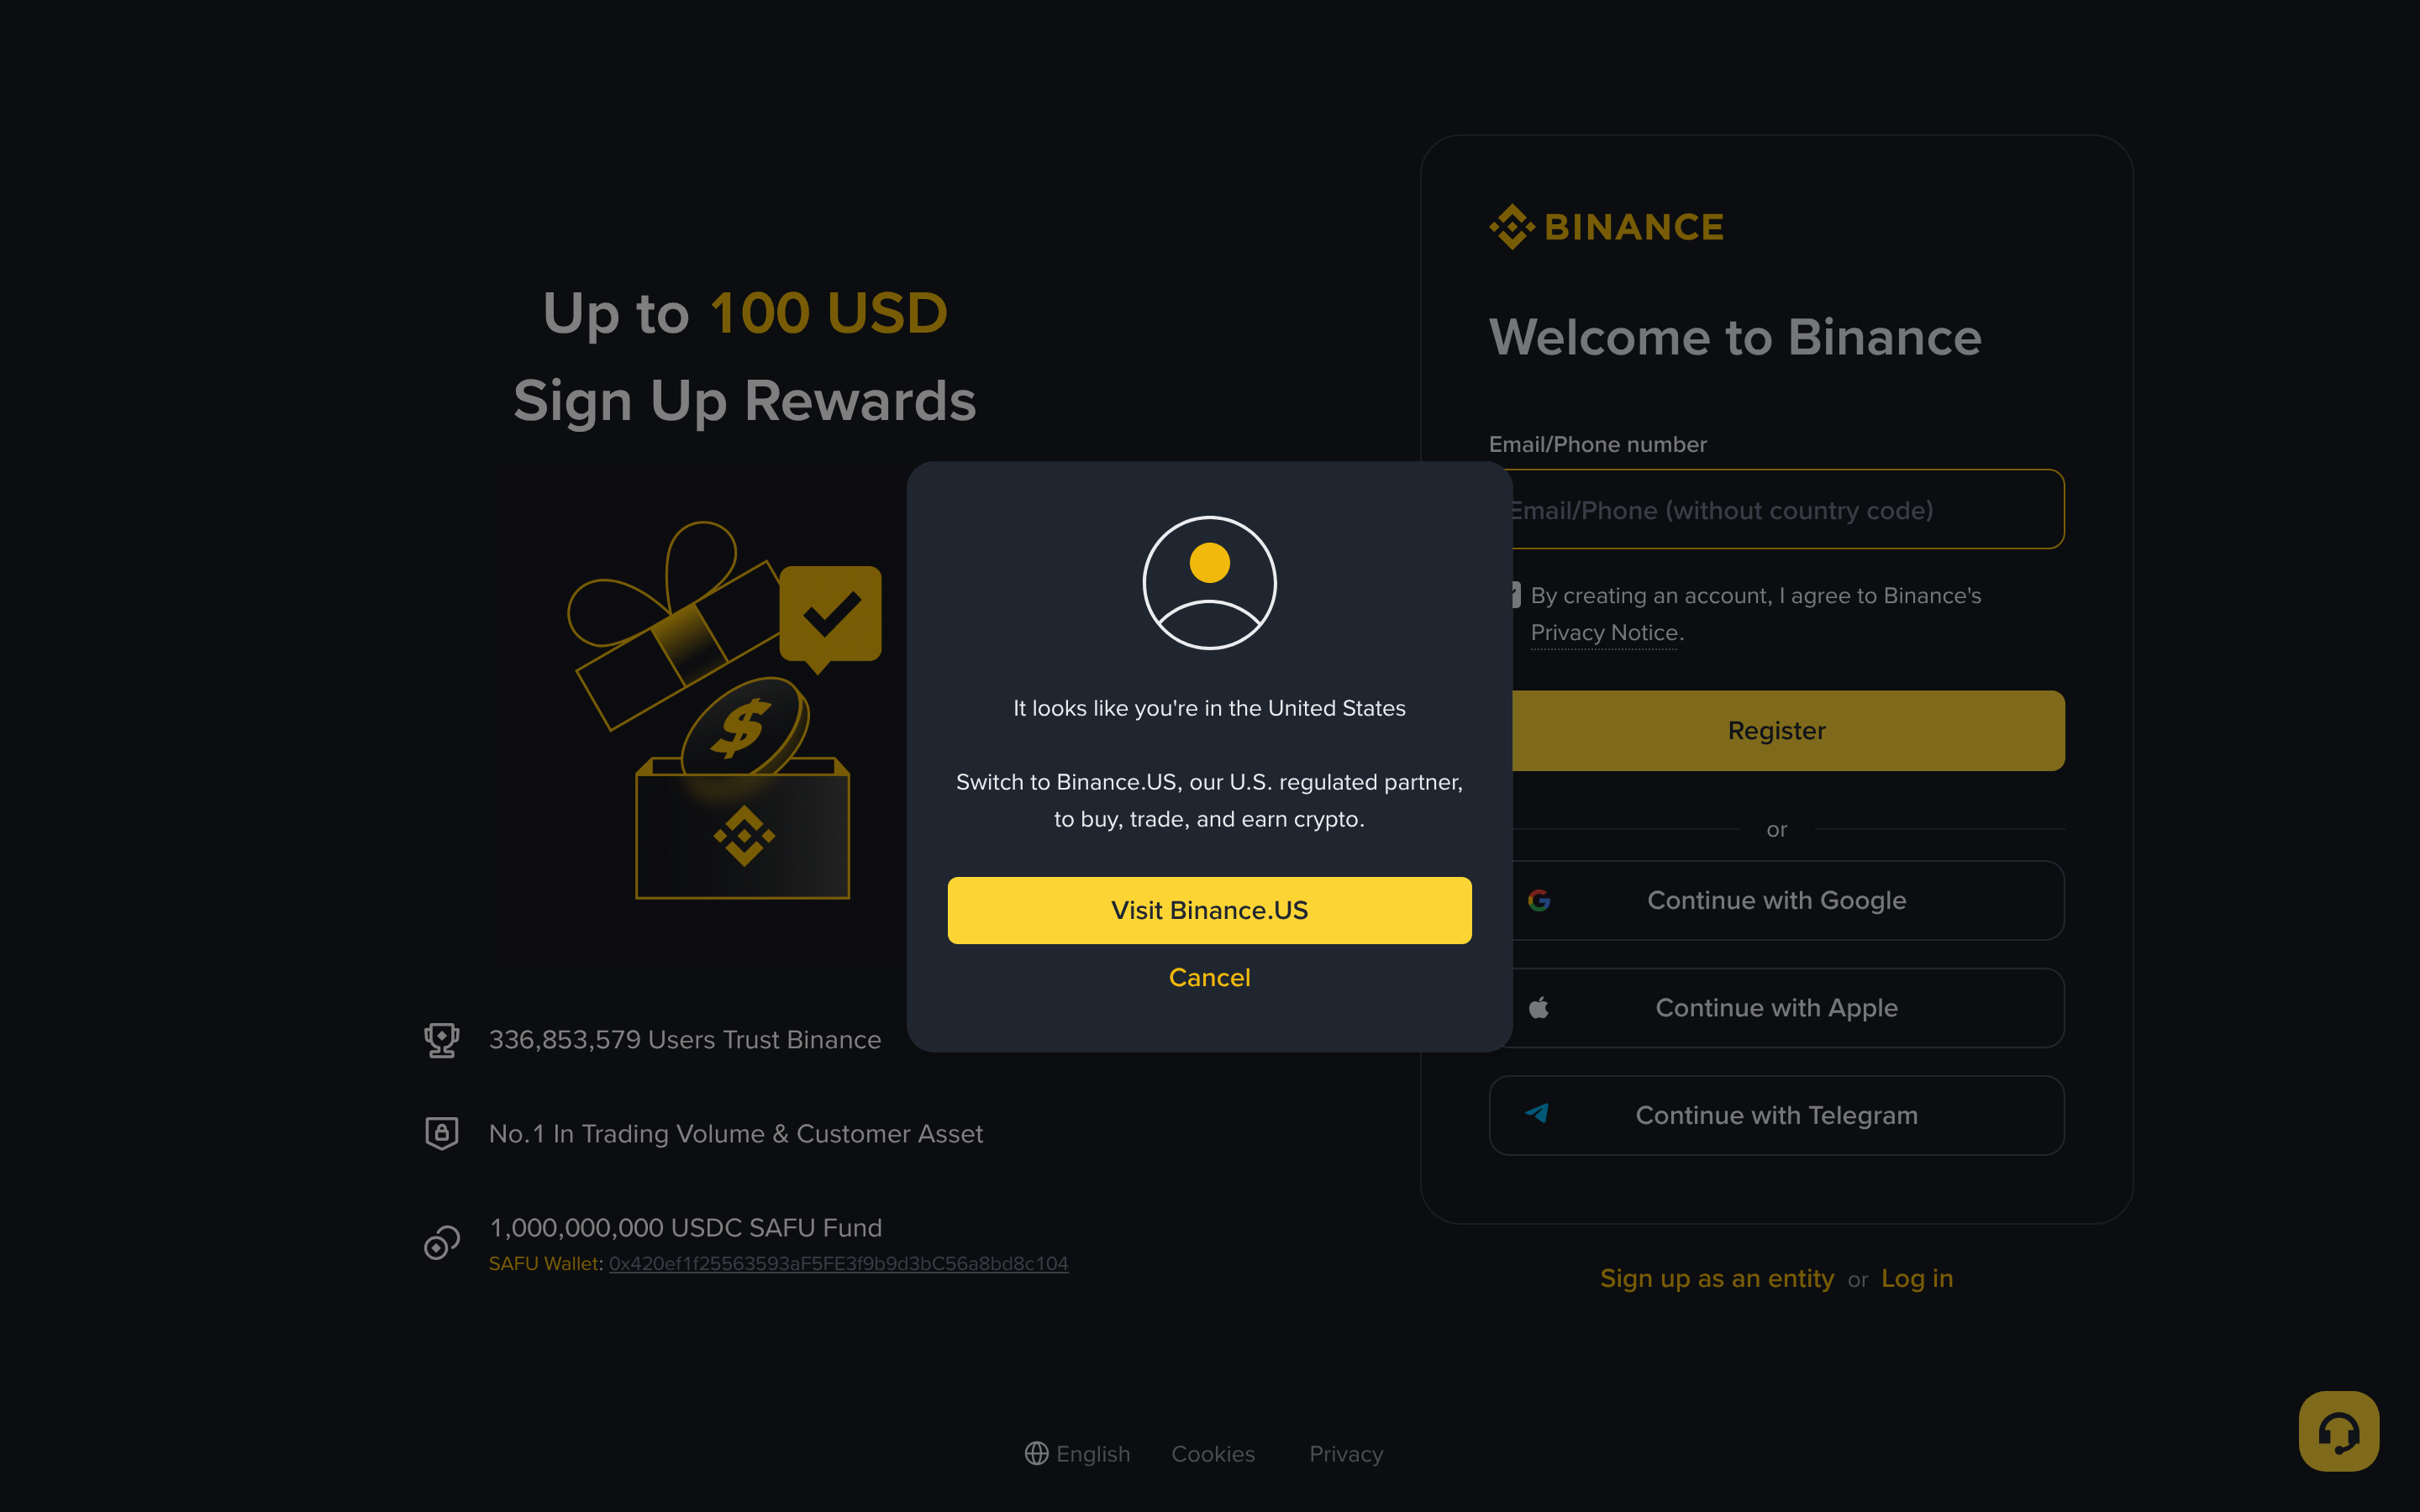 Up to 100 USD
Sign Up Rewards
336,853,579 Users Trust Binance
No.1 In Trading Volume & Customer Asset
1,000,000,000 USDC SAFU Fund
SAFU Wallet: 0x420ef1f25563593aF5FE3f9b9d3bC56a8bd8c104
It looks like you're in the United States
Switch to Binance.US, our U.S. regulated partner,
to buy, trade, and earn crypto.
Visit Binance.US
Cancel
BINANCE
Welcome to Binance
Email/Phone number
Email/Phone (without country code)
By creating an account, I agree to Binance's
Privacy Notice.
Register
or
Continue with Google
Continue with Apple
Continue with Telegram
Sign up as an entity or Log in
English Cookies Privacy